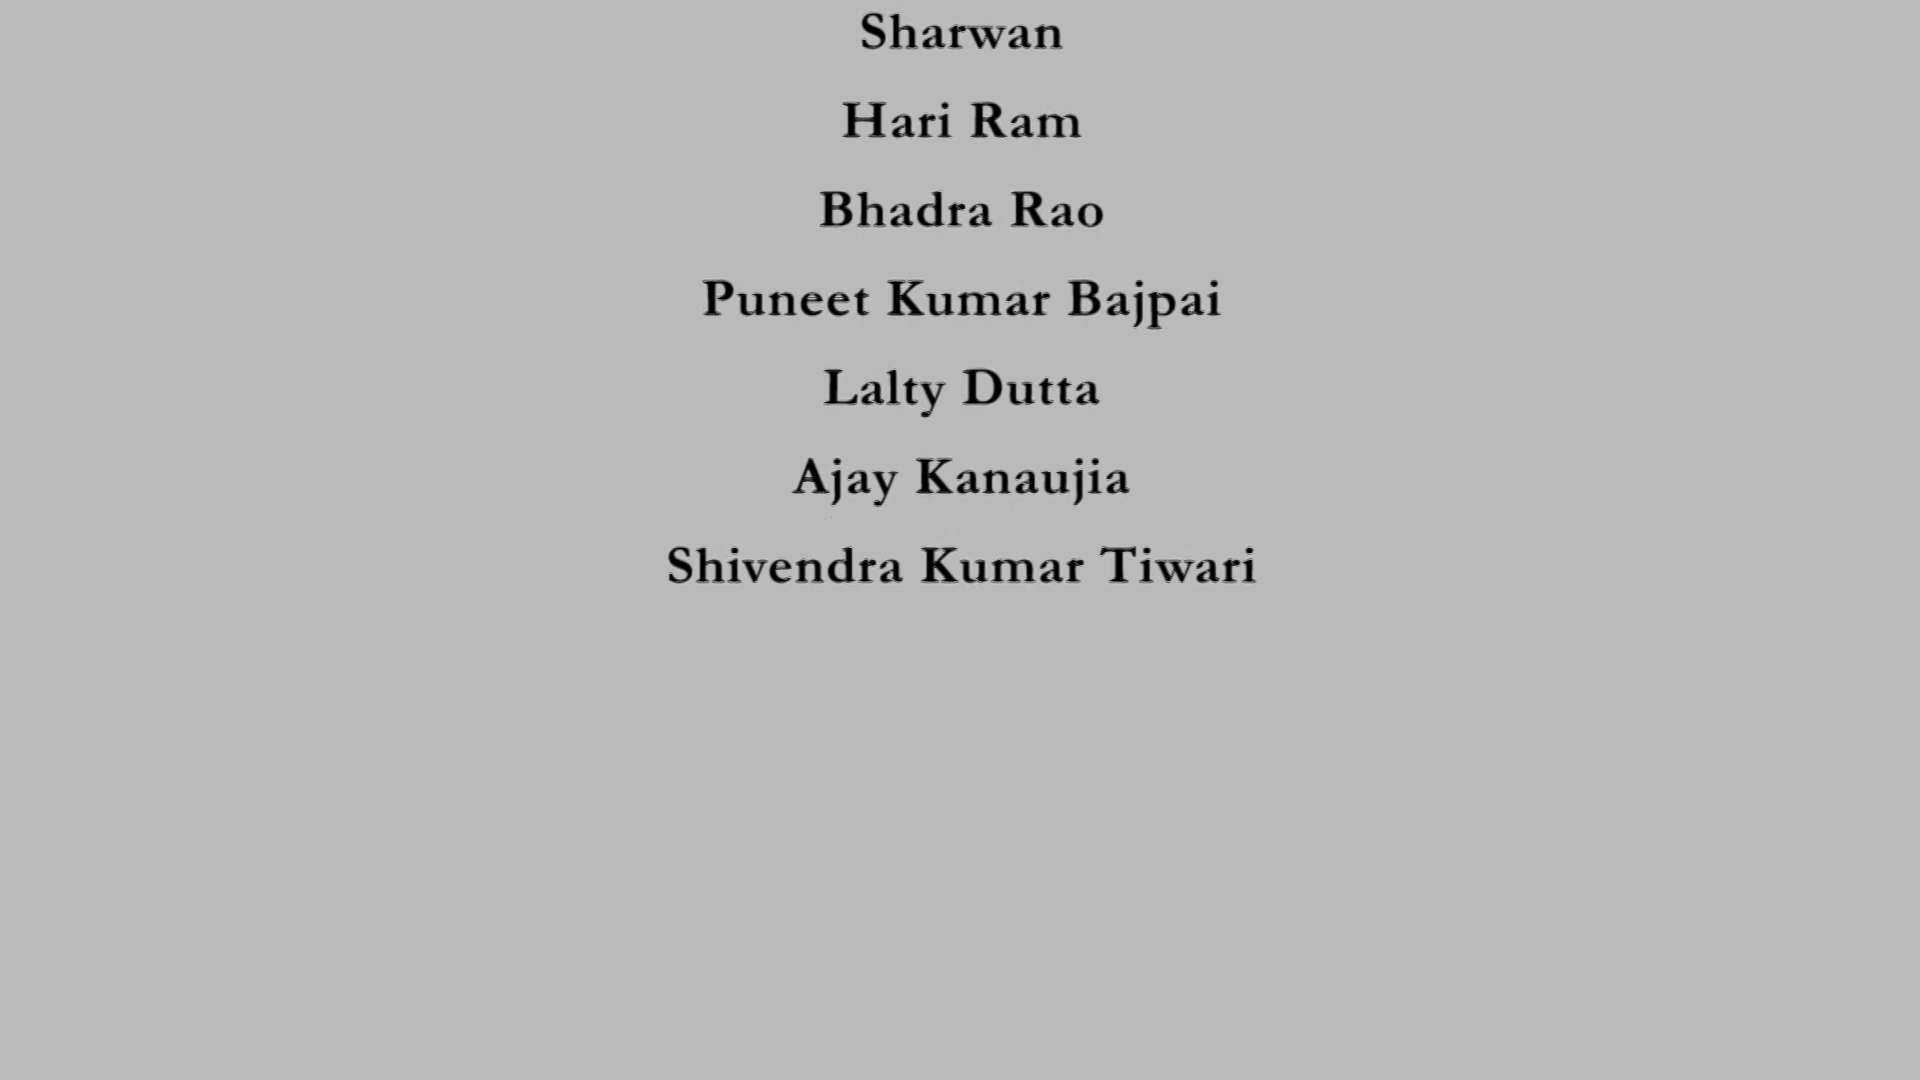 Sharwan
Hari Ram
Bhadra Rao
Puneet Kumar Bajpai
Lalty Dutta
Ajay Kanaujia
Shivendra Kumar Tiwari